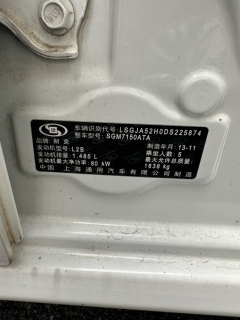 车辆识别代号: LSGJA52H0DS225874
整车型号: SGM7150ATA
品牌: 别克 制造年月: 13-11
发动机型号: L2B 乘坐人数: 5
发动机排量: 1.485 L 最大允许总质量:
发动机最大净功率: 80 kW 1638 kg
中国 上海通用汽车有限公司制造